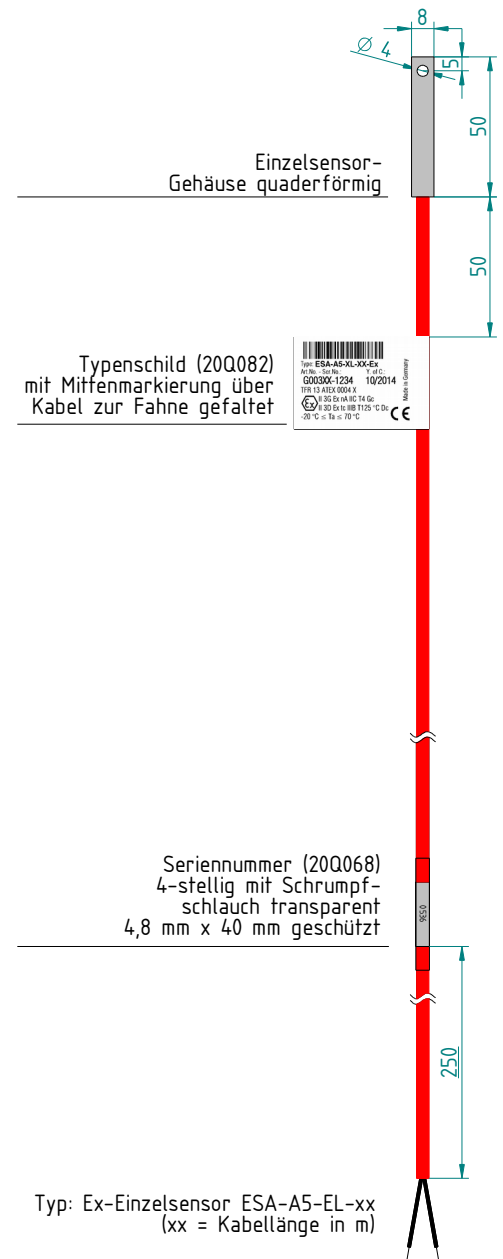 8
Ø 4
5
50
Einzelsensor-
Gehäuse quaderförmig
50
Typenschild (20Q082)
mit Mittenmarkierung über
Kabel zur Fahne gefaltet
Type: ESA-A5-XL-XX-Ex
Art.No. - Ser.No.: Y. of C.:
G003XX-1234 10/2014
TFR 13 ATEX 0004 X
Ex II 3G Ex nA IIC T4 Gc
II 3D Ex tc IIIB T125 °C Dc
-20 °C ≤ Ta ≤ 70 °C
CE
Made in Germany
Seriennummer (20Q068)
4-stellig mit Schrumpf-
schlauch transparent
4,8 mm x 40 mm geschützt
0536
250
Typ: Ex-Einzelsensor ESA-A5-EL-xx
(xx = Kabellänge in m)